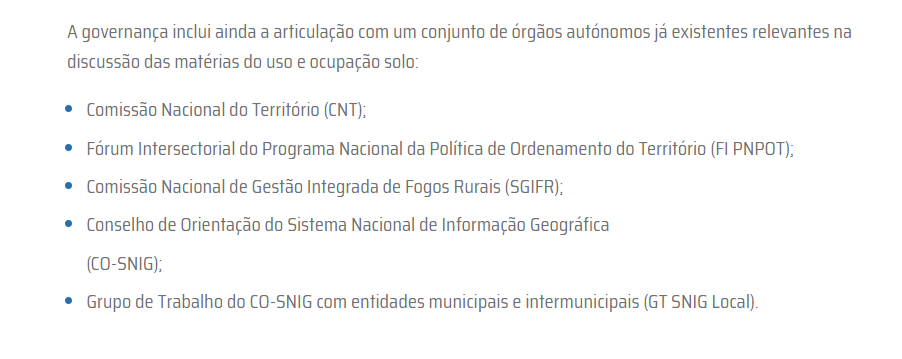 A governança inclui ainda a articulação com um conjunto de órgãos autónomos já existentes relevantes na
discussão das matérias do uso e ocupação solo:
Comissão Nacional do Território (CNT);
Fórum Intersectorial do Programa Nacional da Política de Ordenamento do Território (FI PNPOT);
Comissão Nacional de Gestão Integrada de Fogos Rurais (SGIFR);
Conselho de Orientação do Sistema Nacional de Informação Geográfica
(CO-SNIG);
Grupo de Trabalho do CO-SNIG com entidades municipais e intermunicipais (GT SNIG Local).